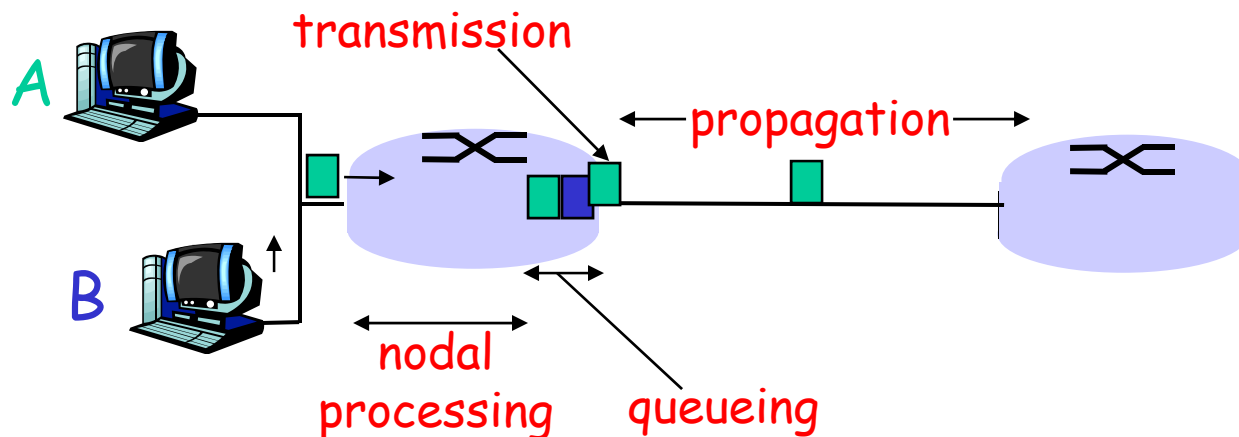 transmission
A
propagation
B
nodal
processing
queueing